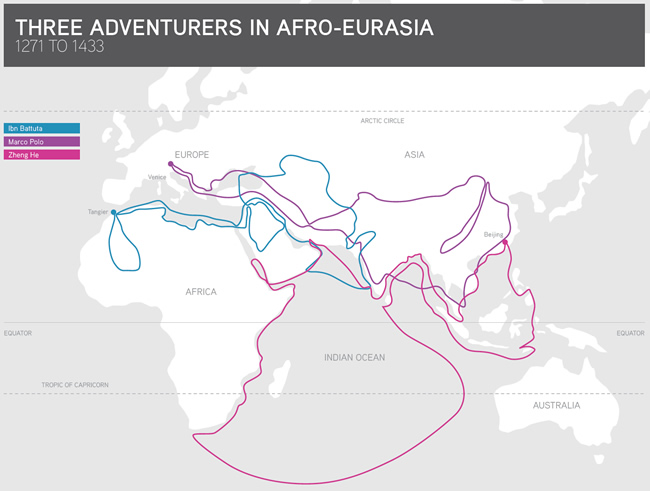 THREE ADVENTURERS IN AFRO-EURASIA
1271 TO 1433
ARCTIC CIRCLE
Ibn Battuta
Marco Polo
Zheng He
EUROPE
ASIA
Venice
Tangier
Beijing
AFRICA
EQUATOR
EQUATOR
INDIAN OCEAN
TROPIC OF CAPRICORN
AUSTRALIA